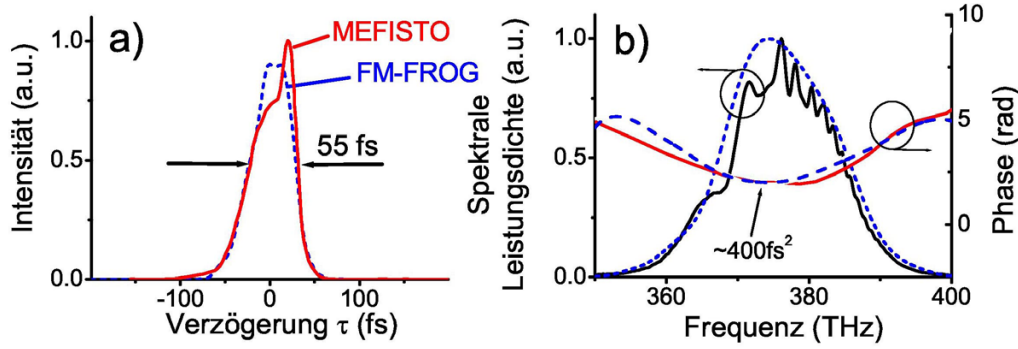 a)
MEFISTO
FM-FROG
55 fs
Intensität (a.u.)
1.0
0.5
0.0
-100
0
100
Verzögerung τ (fs)
b)
Spektrale
Leistungsdichte (a.u.)
1.0
0.5
0.0
~400fs²
360
380
400
Frequenz (THz)
10
5
0
Phase (rad)